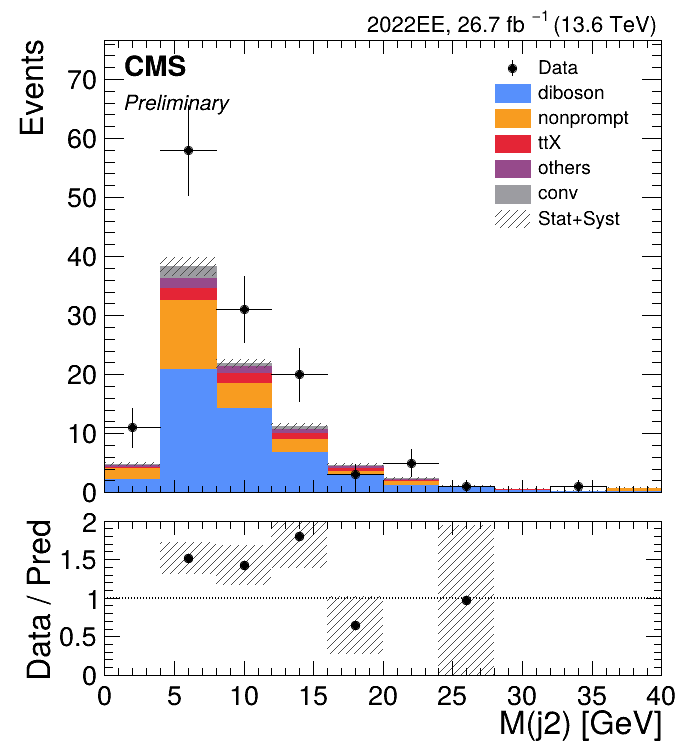 2022EE, 26.7 fb⁻¹ (13.6 TeV)
CMS
Preliminary
Events
70
60
50
40
30
20
10
0
Data
diboson
nonprompt
ttX
others
conv
Stat+Syst
Data / Pred
2
1.5
1
0.5
0
0 5 10 15 20 25 30 35 40
M(j2) [GeV]